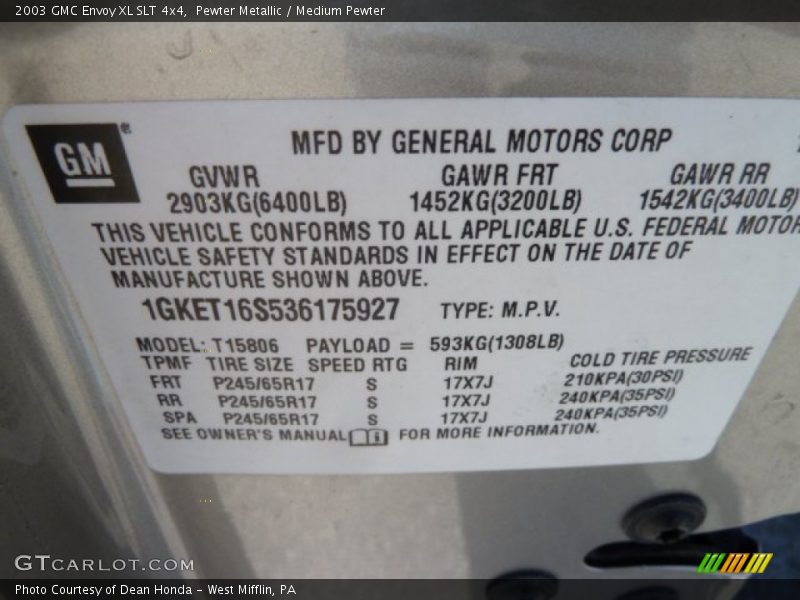 2003 GMC Envoy XL SLT 4x4, Pewter Metallic / Medium Pewter
GM®
MFD BY GENERAL MOTORS CORP
GVWR GAWR FRT GAWR RR
2903KG(6400LB) 1452KG(3200LB) 1542KG(3400LB)
THIS VEHICLE CONFORMS TO ALL APPLICABLE U.S. FEDERAL MOTOR
VEHICLE SAFETY STANDARDS IN EFFECT ON THE DATE OF
MANUFACTURE SHOWN ABOVE.
1GKET16S536175927 TYPE: M.P.V.
MODEL: T15806 PAYLOAD = 593KG(1308LB)
TPMF TIRE SIZE SPEED RTG RIM COLD TIRE PRESSURE
FRT P245/65R17 S 17X7J 210KPA(30PSI)
RR P245/65R17 S 17X7J 240KPA(35PSI)
SPA P245/65R17 S 17X7J 240KPA(35PSI)
SEE OWNER'S MANUAL FOR MORE INFORMATION.
GTCARLOT.COM
Photo Courtesy of Dean Honda - West Mifflin, PA